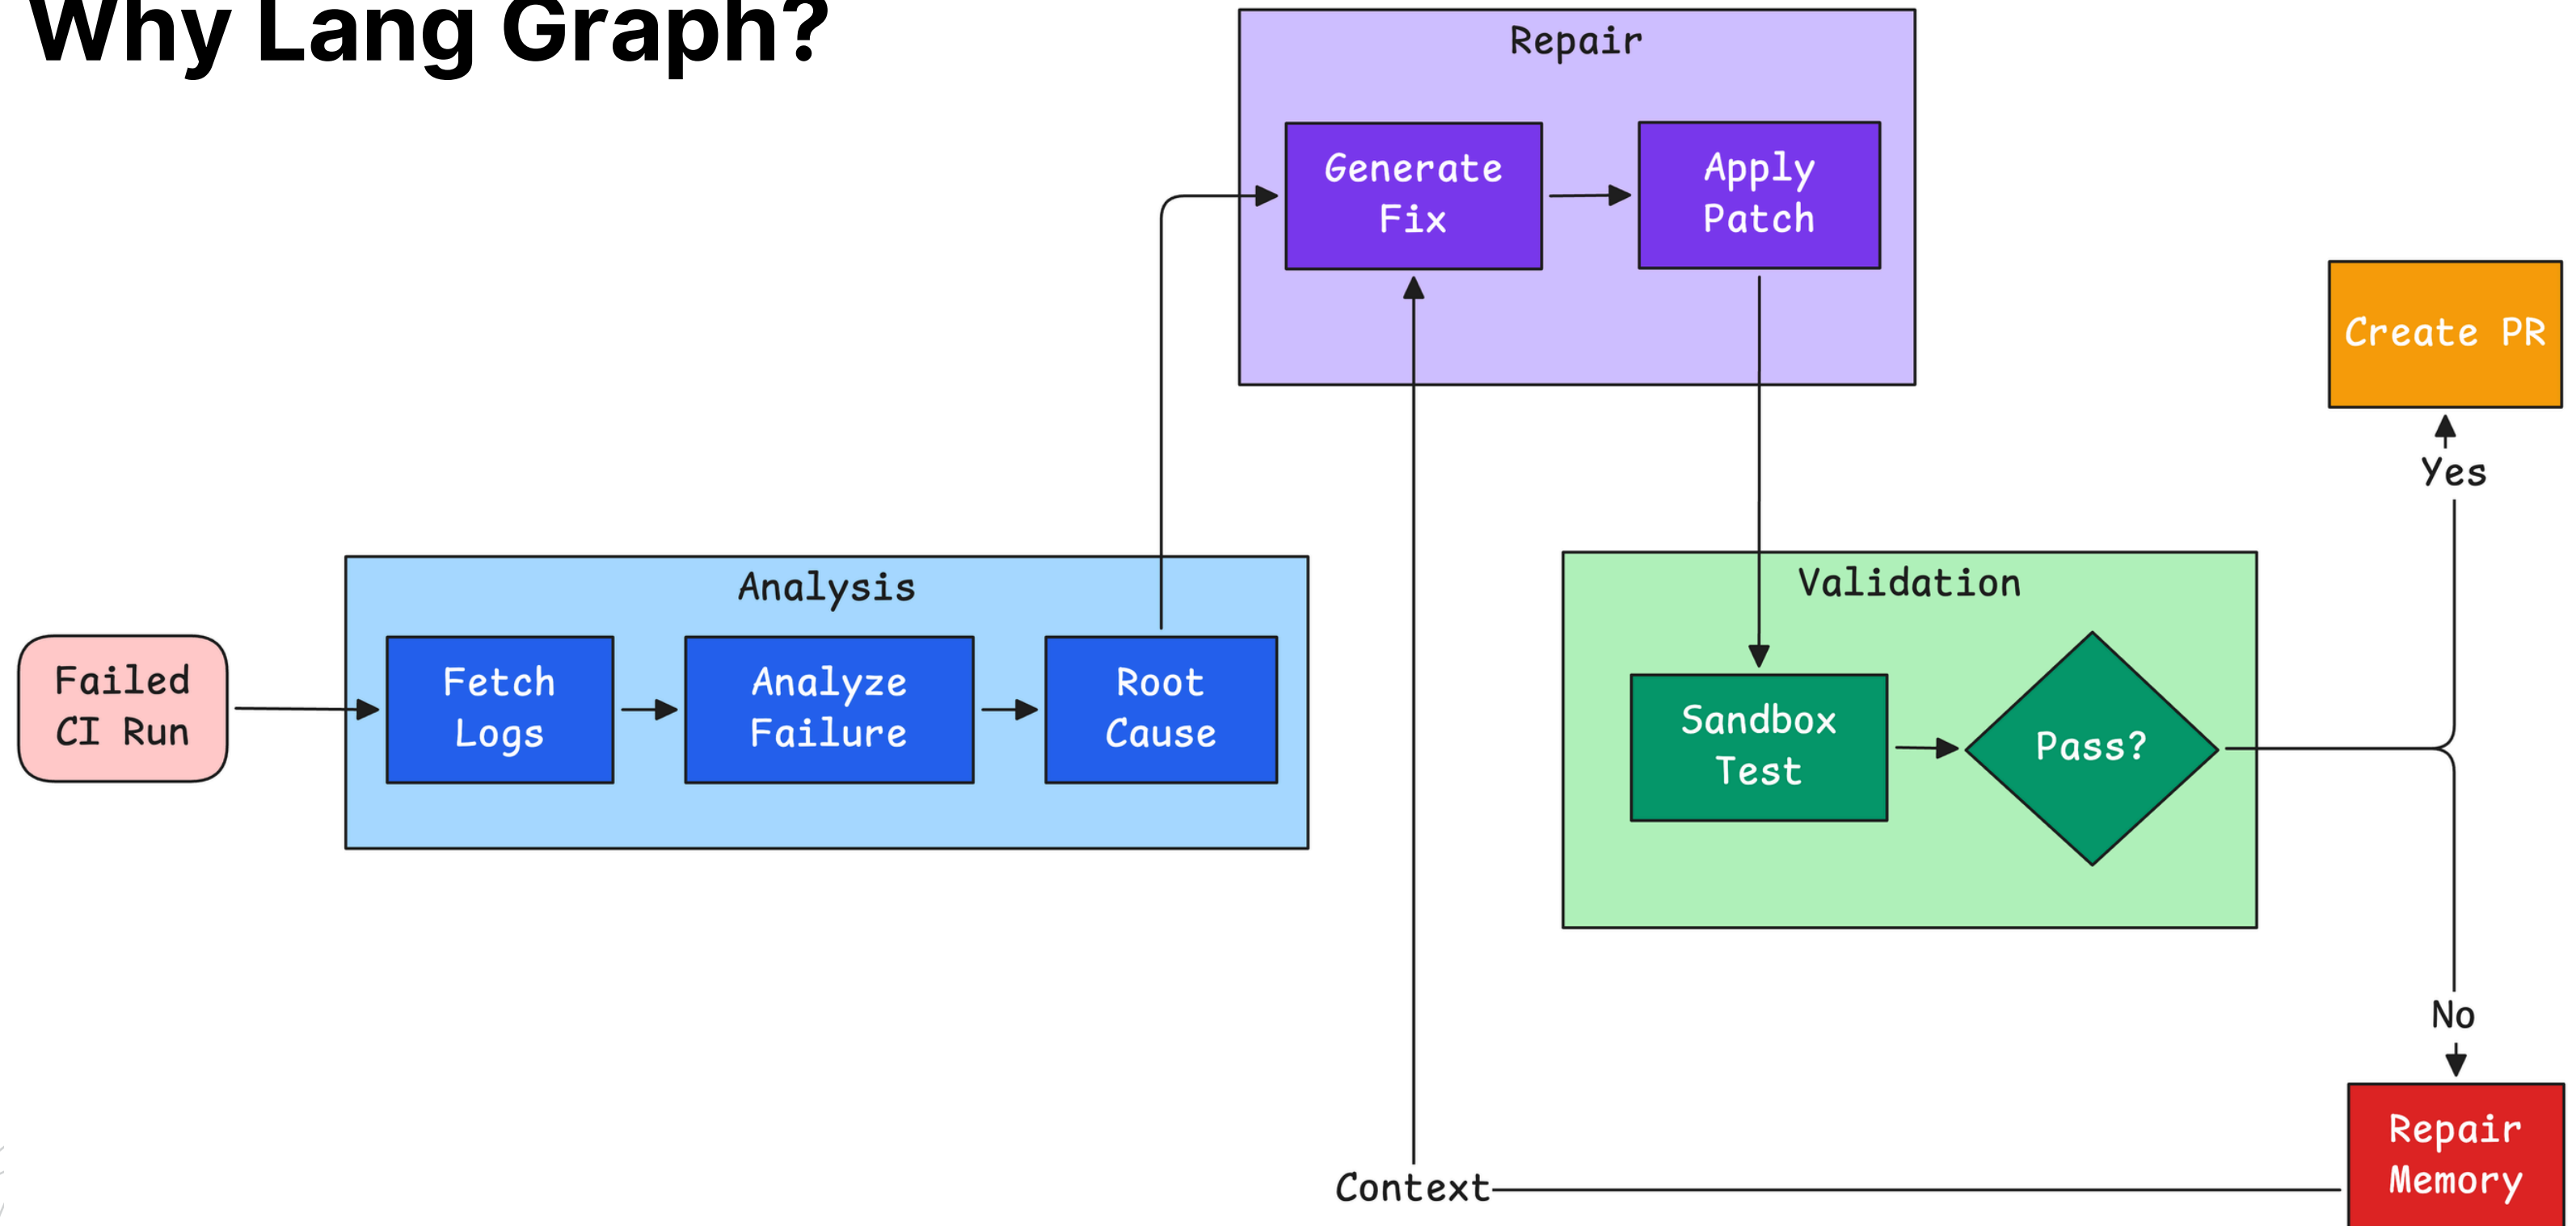 Why Lang Graph?
Repair
Generate
Fix
Apply
Patch
Create PR
Yes
Analysis
Validation
Failed
CI Run
Fetch
Logs
Analyze
Failure
Root
Cause
Sandbox
Test
Pass?
No
Repair
Memory
Context